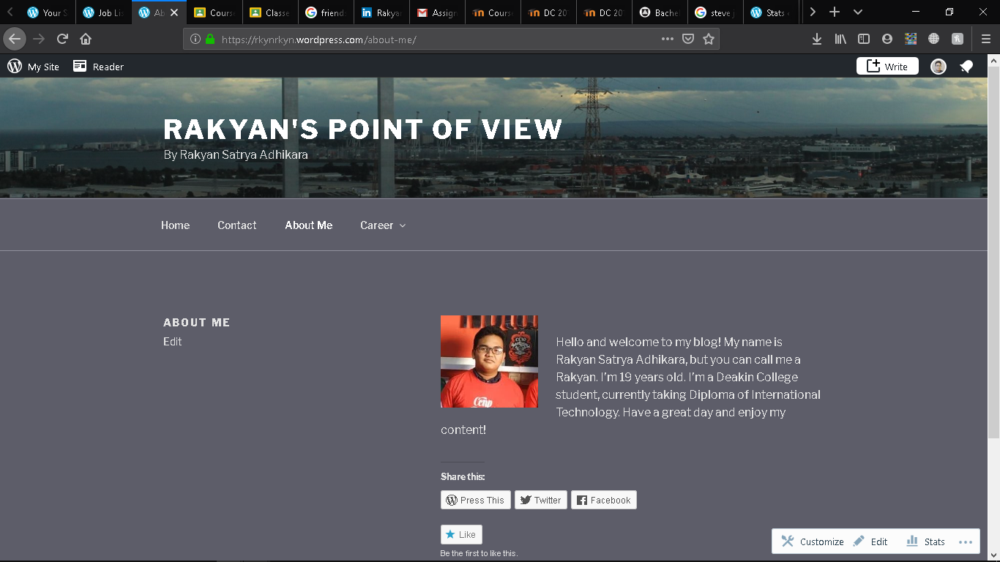 Your S
Job Lis
Ab
Cours
Classe
friend
Rakya
Assign
Cours
DC 20
DC 20
Bachel
steve j
Stats
https://rkynrkyn.wordpress.com/about-me/
My Site
Reader
Write
RAKYAN'S POINT OF VIEW
By Rakyan Satrya Adhikara
Home
Contact
About Me
Career
ABOUT ME
Edit
Hello and welcome to my blog! My name is
Rakyan Satrya Adhikara, but you can call me a
Rakyan. I'm 19 years old. I'm a Deakin College
student, currently taking Diploma of International
Technology. Have a great day and enjoy my
content!
Share this:
Press This
Twitter
Facebook
Like
Be the first to like this.
Customize
Edit
Stats